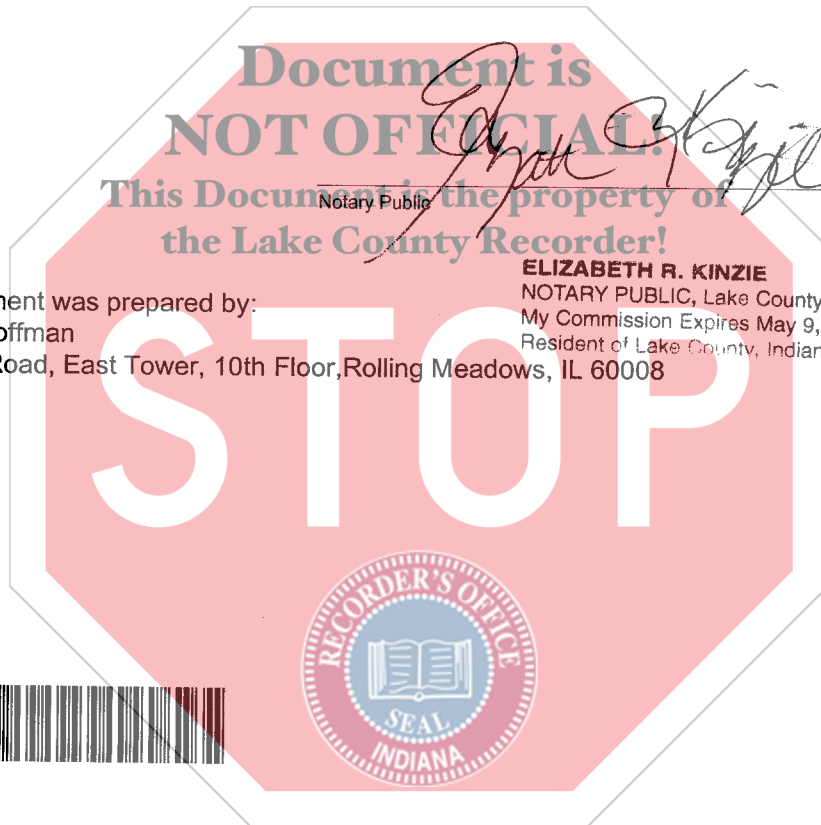 Document is
NOT OFFICIAL!
This Document is the property of
the Lake County Recorder!
Notary Public
ELIZABETH R. KINZIE
NOTARY PUBLIC, Lake County
My Commission Expires May 9,
Resident of Lake County, Indian
ent was prepared by:
offman
Road, East Tower, 10th Floor,Rolling Meadows, IL 60008
STOP
RECORDER'S OFFICE
SEAL
INDIANA